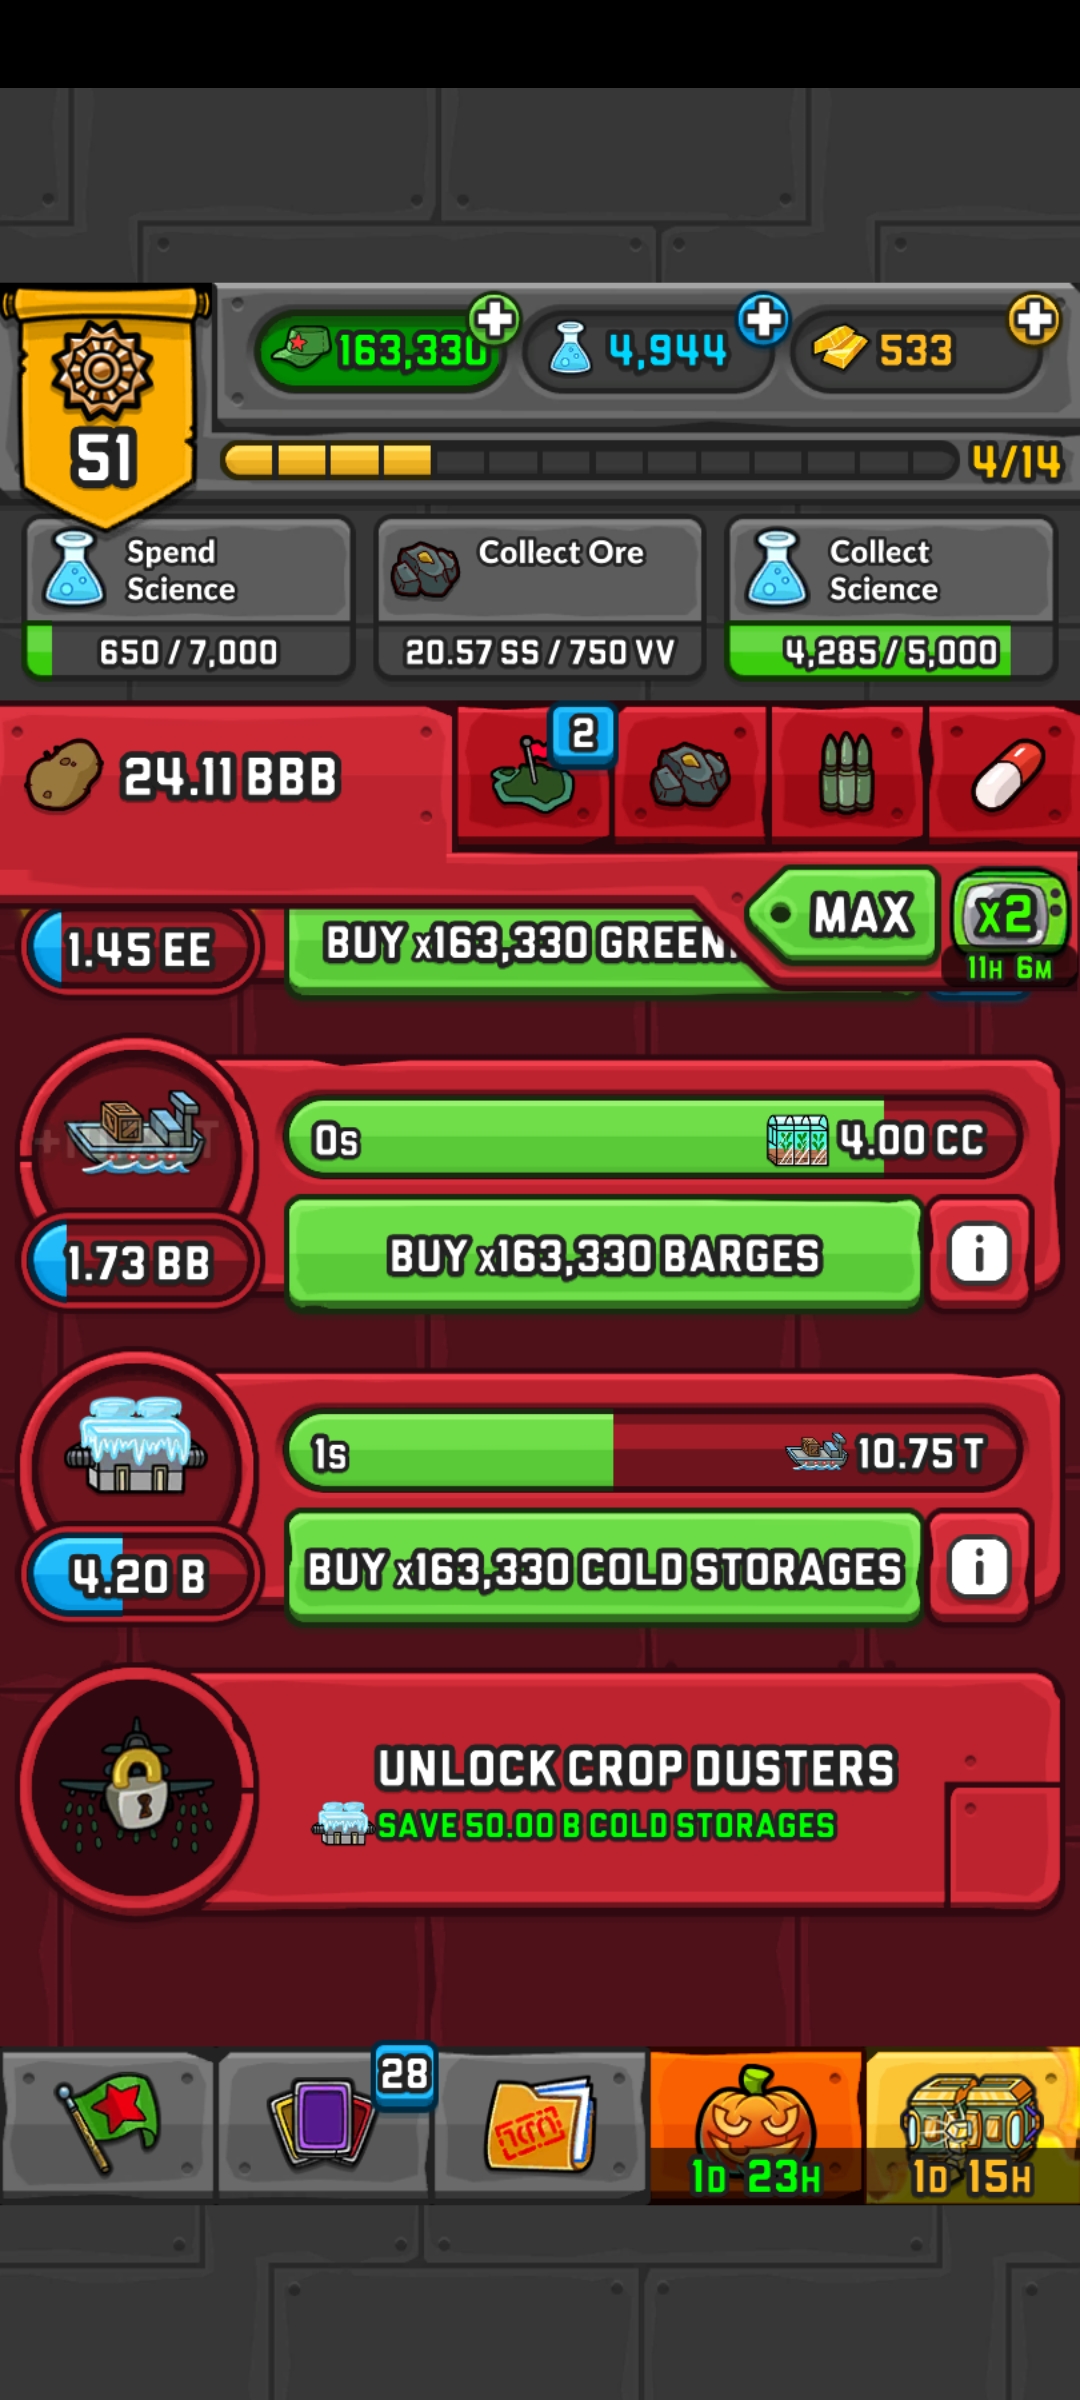 163,330
4,944
533
51
4/14
Spend
Science
650 / 7,000
Collect Ore
20.57 SS / 750 VV
Collect
Science
4,285 / 5,000
24.11 BBB
2
MAX
x2
11H 6M
1.45 EE
BUY x163,330 GREEN
0s
4.00 CC
1.73 BB
BUY x163,330 BARGES
i
1s
10.75 T
4.20 B
BUY x163,330 COLD STORAGES
i
UNLOCK CROP DUSTERS
SAVE 50.00 B COLD STORAGES
28
1D 23H
1D 15H